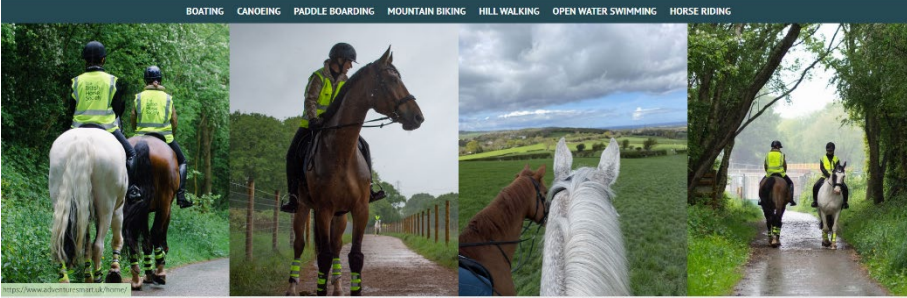 BOATING CANOEING PADDLE BOARDING MOUNTAIN BIKING HILL WALKING OPEN WATER SWIMMING HORSE RIDING
https://www.adventuresmart.uk/home/